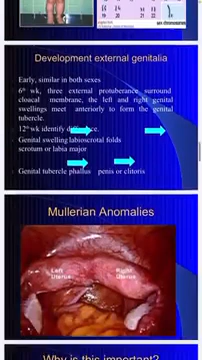 sex chromosomes
Development external genitalia
Early, similar in both sexes
6th wk, three external protuberance surround
cloacal membrane, the left and right genital
swellings meet anteriorly to form the genital
tubercle.
12th wk identify
Genital swelling labioscrotal folds
scrotum or labia major
Genital tubercle phallus penis or clitoris
Mullerian Anomalies
Left Right
Uterus Uterus
Why is this important?